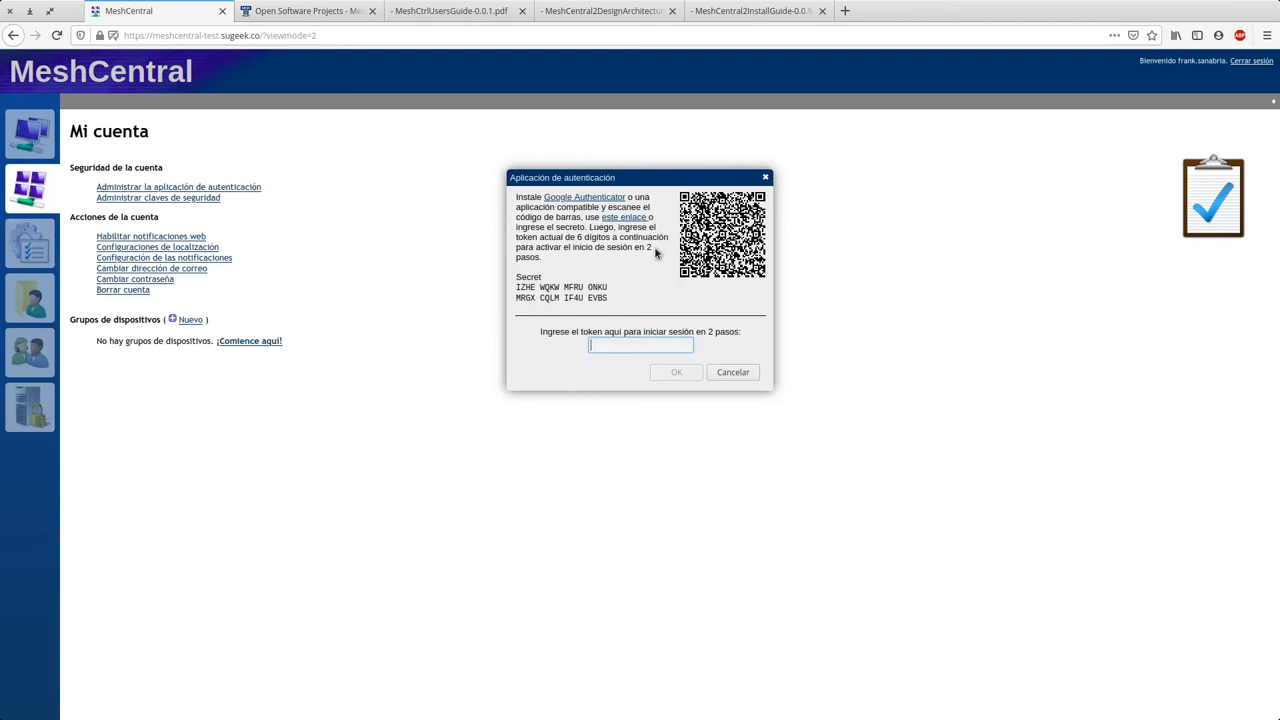 MeshCentral
Open Software Projects - Mes
- MeshCtrlUsersGuide-0.0.1.pdf
- MeshCentral2DesignArchitectur
- MeshCentral2InstallGuide-0.0.9
https://meshcentral-test.sugeek.co/?viewmode=2
ABP
MeshCentral
Bienvenido frank.sanabria. Cerrar sesión
Mi cuenta
Seguridad de la cuenta
Administrar la aplicación de autenticación
Administrar claves de seguridad
Acciones de la cuenta
Habilitar notificaciones web
Configuraciones de localización
Configuración de las notificaciones
Cambiar dirección de correo
Cambiar contraseña
Borrar cuenta
Grupos de dispositivos ( Nuevo )
No hay grupos de dispositivos. ¡Comience aquí!
Aplicación de autenticación
Instale Google Authenticator o una
aplicación compatible y escanee el
código de barras, use este enlace o
ingrese el secreto. Luego, ingrese el
token actual de 6 dígitos a continuación
para activar el inicio de sesión en 2
pasos.
Secret
IZHE WQKW MFRU ONKU
MRGX CQLM IF4U EVBS
Ingrese el token aquí para iniciar sesión en 2 pasos:
OK
Cancelar